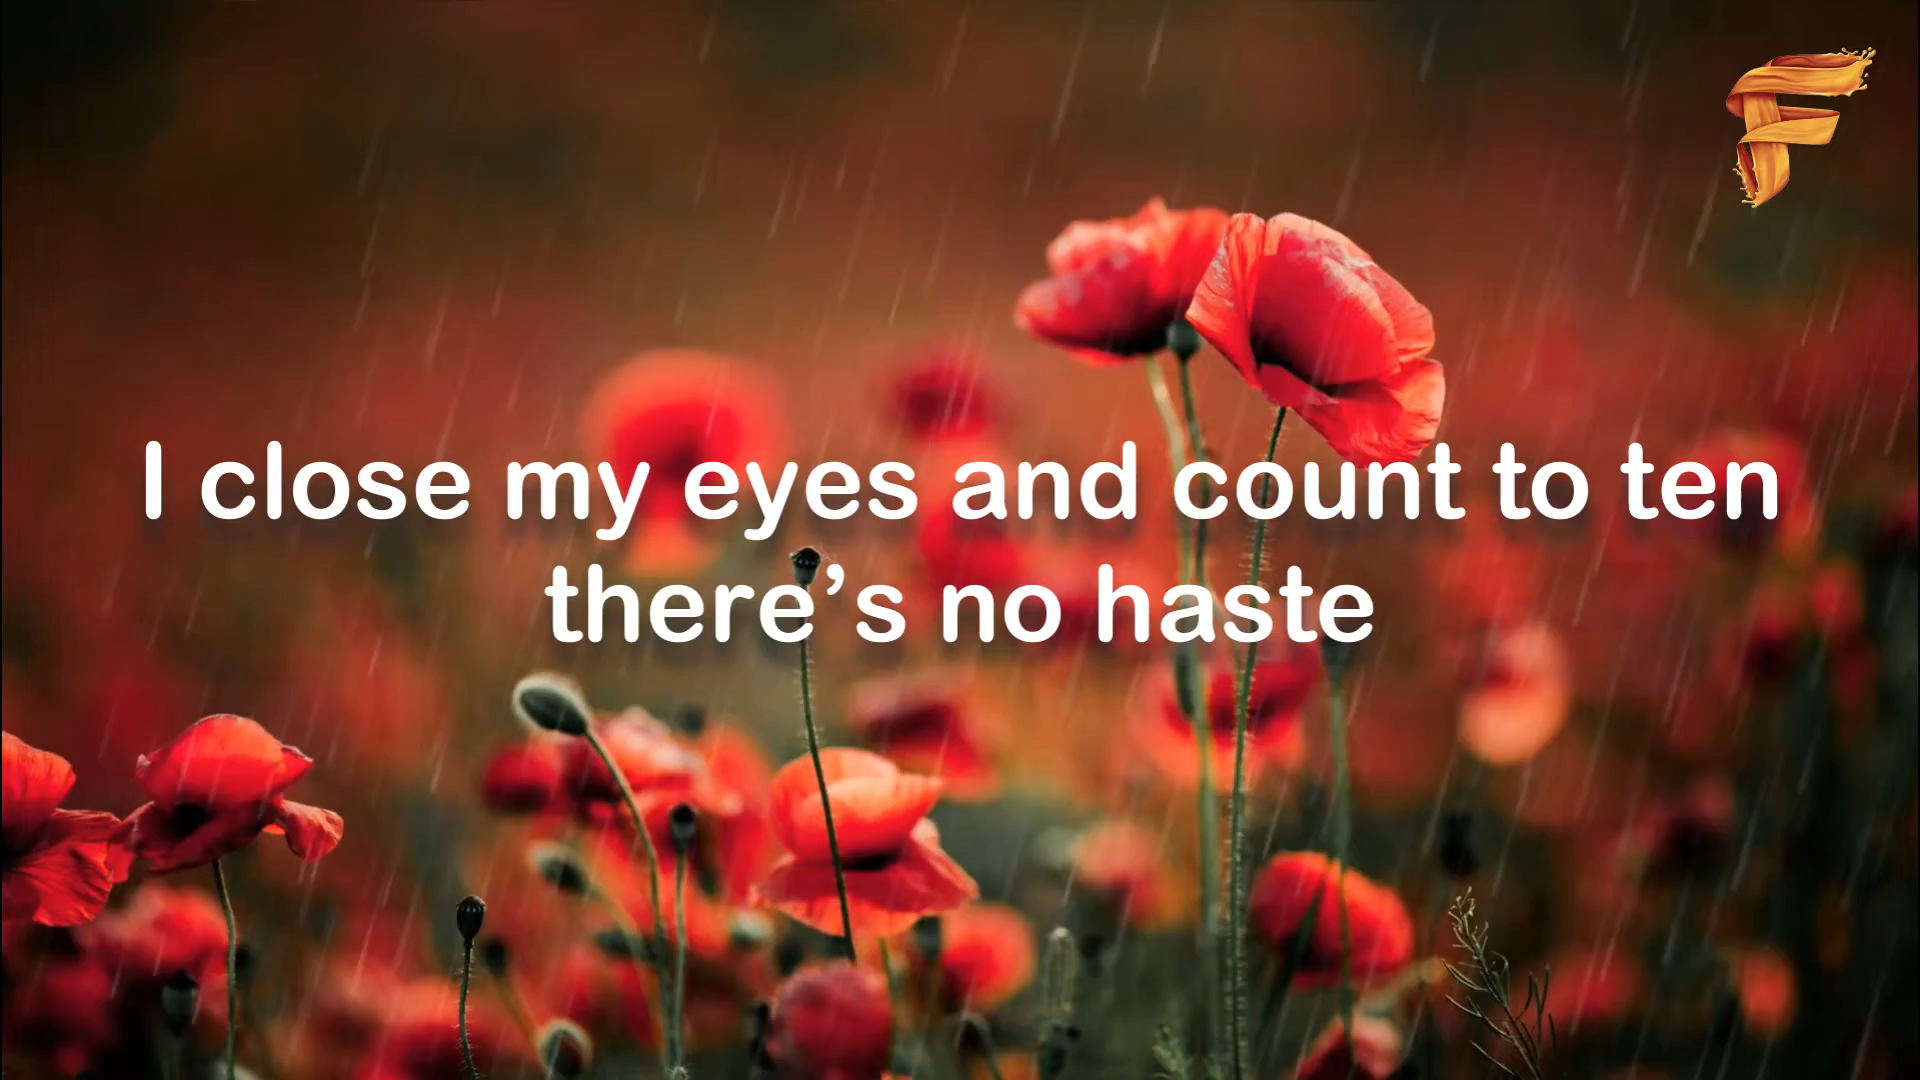 F
I close my eyes and count to ten
there’s no haste